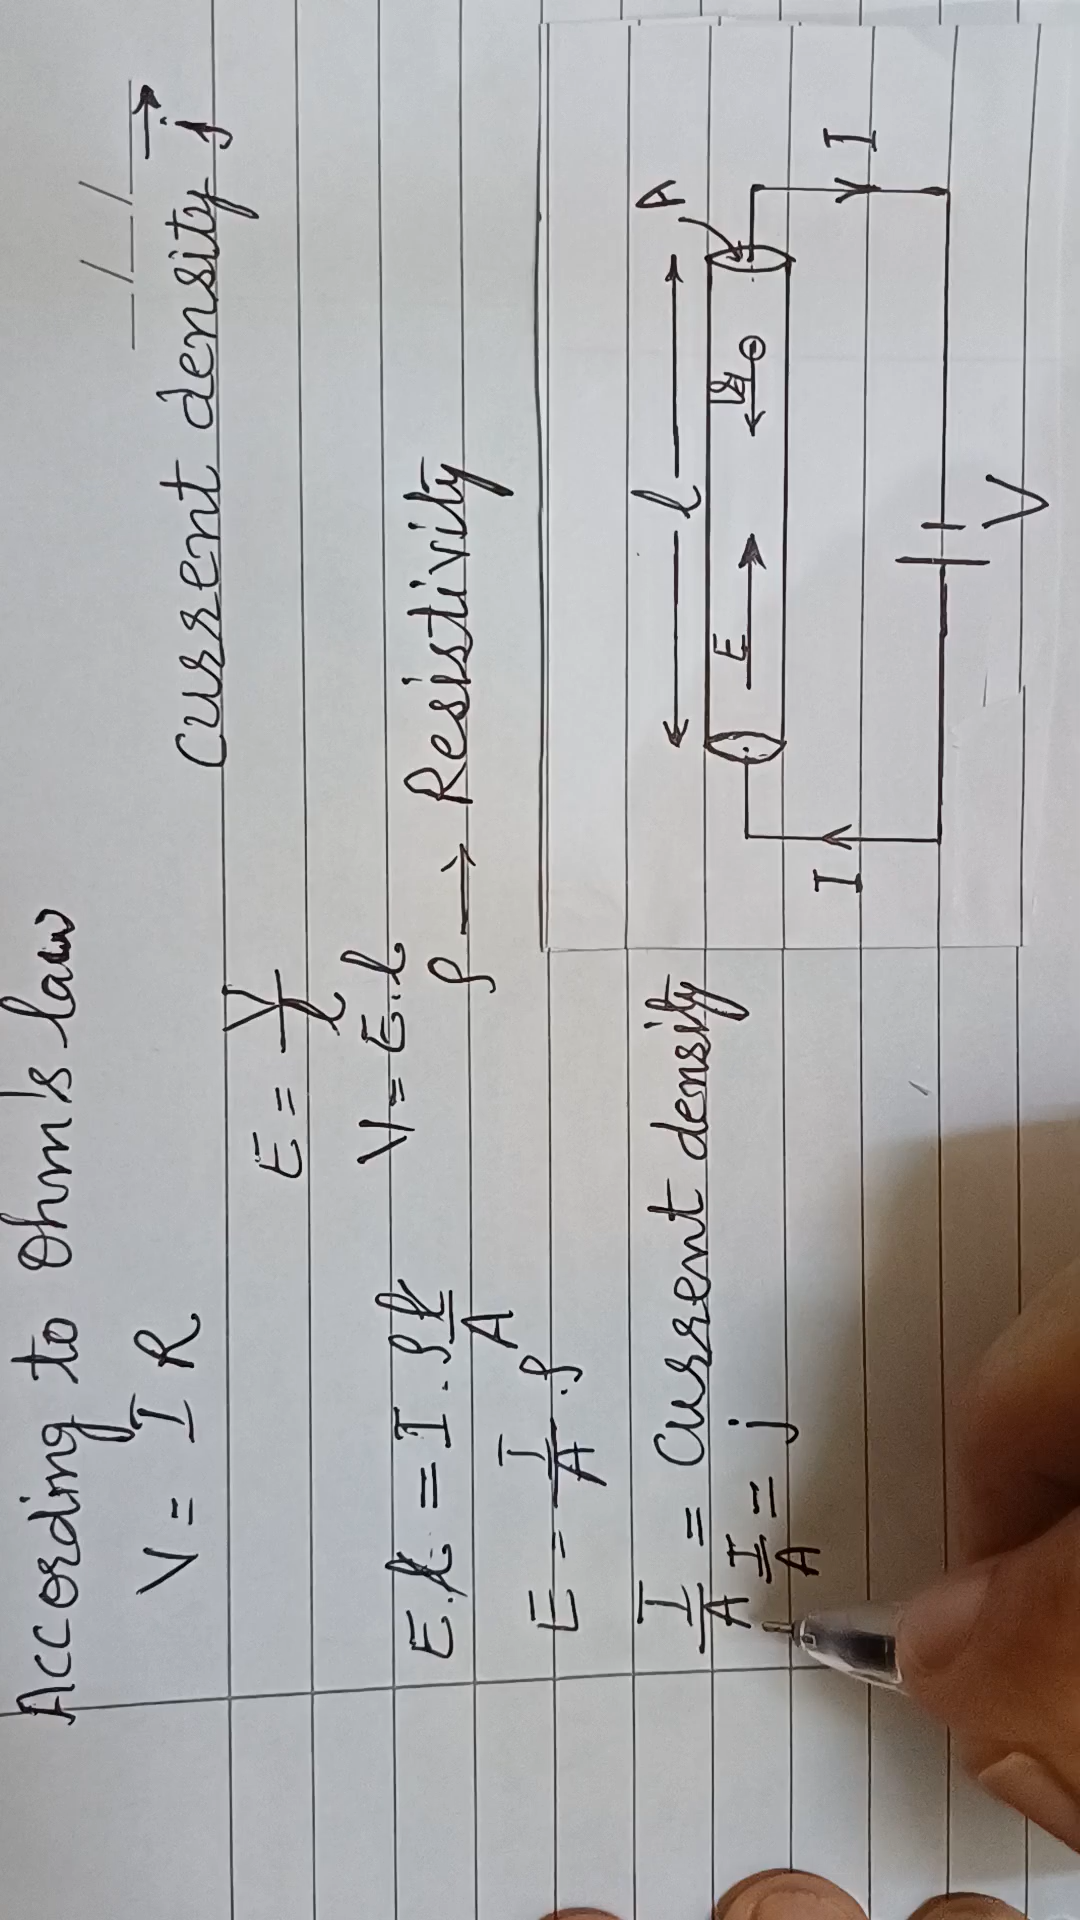 According to Ohm's law
V = I R
Current density j⃗
E = V/l
V = E.l
E.l = I.ρl/A
ρ → Resistivity
E = I/A .ρ
I/A = Current density
I/A = j
l
A
E
I
I
V